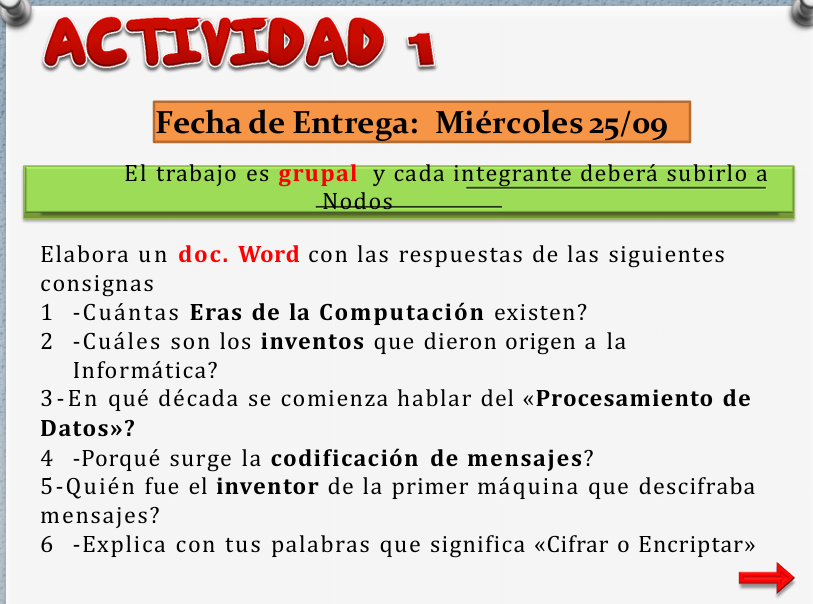 ACTIVIDAD 1
Fecha de Entrega: Miércoles 25/09
El trabajo es grupal y cada integrante deberá subirlo a
Nodos
Elabora un doc. Word con las respuestas de las siguientes
consignas
1 -Cuántas Eras de la Computación existen?
2 -Cuáles son los inventos que dieron origen a la
Informática?
3-En qué década se comienza hablar del «Procesamiento de
Datos»?
4 -Porqué surge la codificación de mensajes?
5-Quién fue el inventor de la primer máquina que descifraba
mensajes?
6 -Explica con tus palabras que significa «Cifrar o Encriptar»